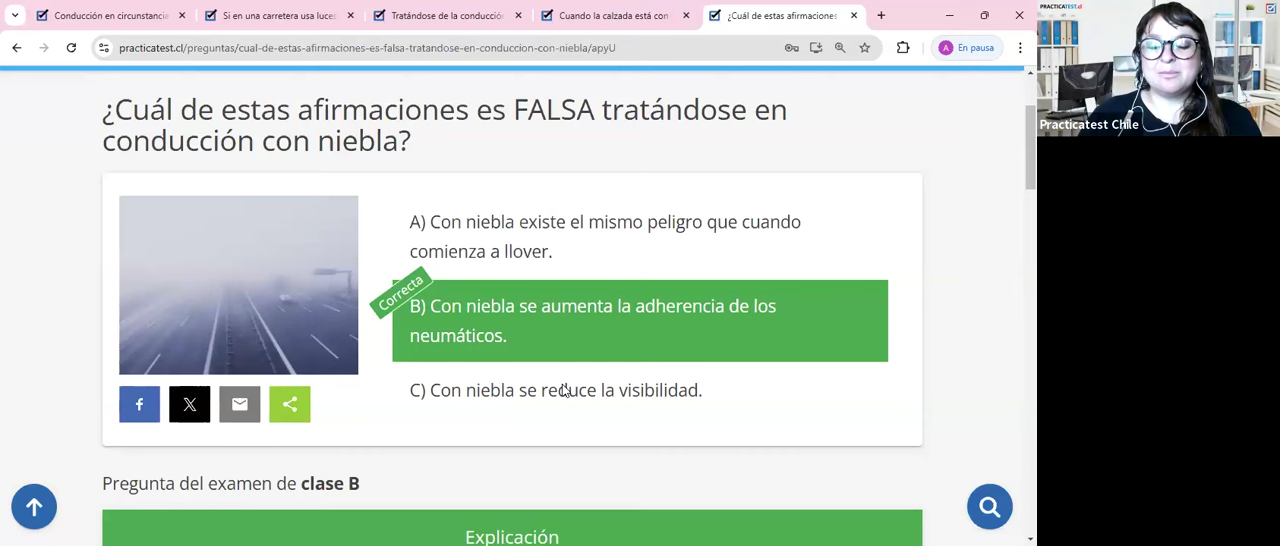 Conducción en circunstancia
Si en una carretera usa luces
Tratándose de la conducción
Cuando la calzada está con
¿Cuál de estas afirmaciones
practicatest.cl/preguntas/cual-de-estas-afirmaciones-es-falsa-tratandose-en-conduccion-con-niebla/apyU
A
En pausa
PRACTICATEST.cl
Practicatest Chile
¿Cuál de estas afirmaciones es FALSA tratándose en
conducción con niebla?
A) Con niebla existe el mismo peligro que cuando
comienza a llover.
Correcta
B) Con niebla se aumenta la adherencia de los
neumáticos.
C) Con niebla se reduce la visibilidad.
Pregunta del examen de clase B
Explicación